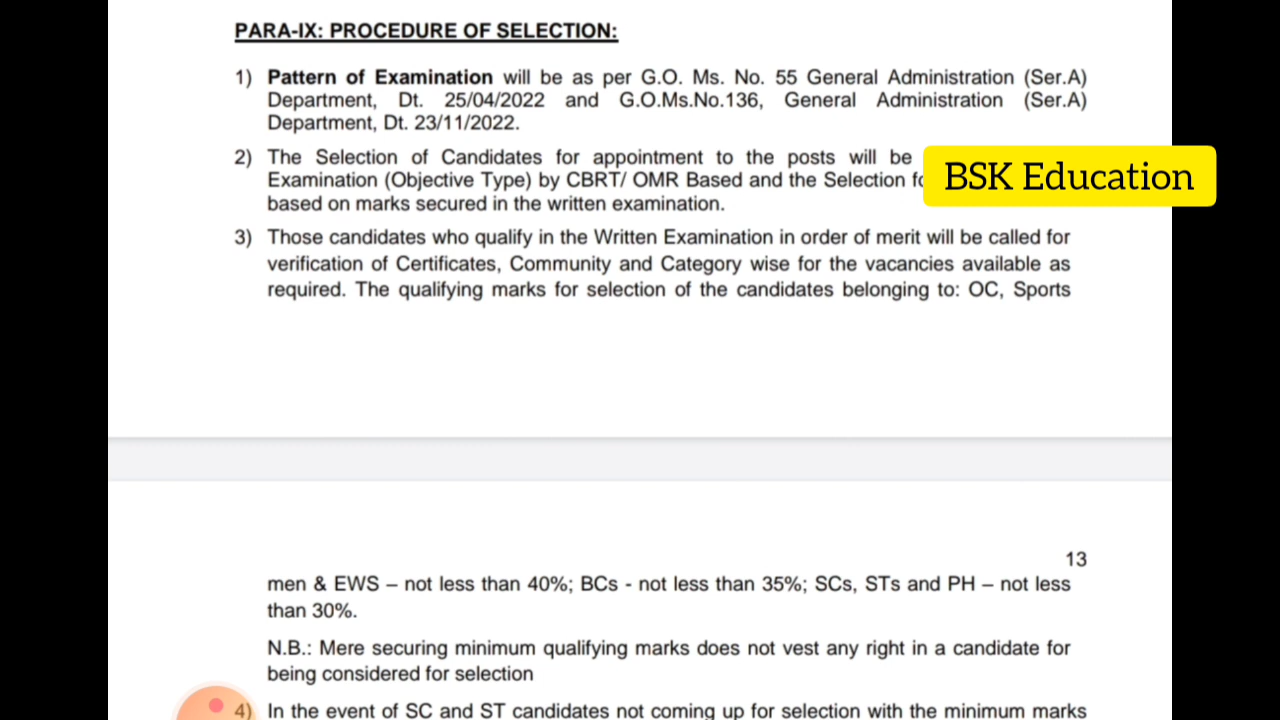 PARA-IX: PROCEDURE OF SELECTION:
1) Pattern of Examination will be as per G.O. Ms. No. 55 General Administration (Ser.A)
Department, Dt. 25/04/2022 and G.O.Ms.No.136, General Administration (Ser.A)
Department, Dt. 23/11/2022.
2) The Selection of Candidates for appointment to the posts will be
BSK Education
Examination (Objective Type) by CBRT/ OMR Based and the Selection
based on marks secured in the written examination.
3) Those candidates who qualify in the Written Examination in order of merit will be called for
verification of Certificates, Community and Category wise for the vacancies available as
required. The qualifying marks for selection of the candidates belonging to: OC, Sports
13
men & EWS – not less than 40%; BCs - not less than 35%; SCs, STs and PH – not less
than 30%.
N.B.: Mere securing minimum qualifying marks does not vest any right in a candidate for
being considered for selection
4) In the event of SC and ST candidates not coming up for selection with the minimum marks